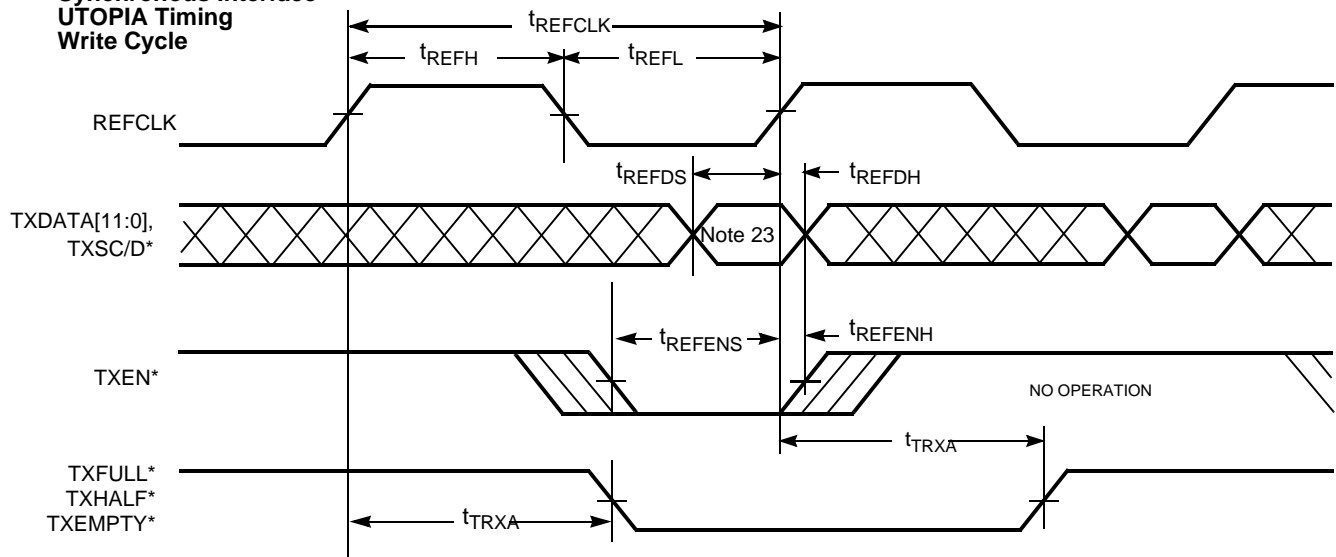 Synchronous Interface
UTOPIA Timing
Write Cycle
tREFCLK
tREFH
tREFL
REFCLK
tREFDS
tREFDH
TXDATA[11:0],
TXSC/D*
Note 23
tREFENS
tREFENH
TXEN*
NO OPERATION
tTRXA
TXFULL*
TXHALF*
TXEMPTY*
tTRXA